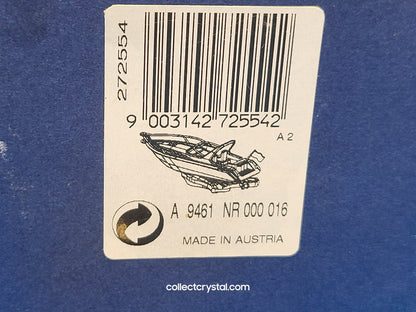 272554
9 003142 725542
A 2
A 9461 NR 000 016
MADE IN AUSTRIA
collectcrystal.com